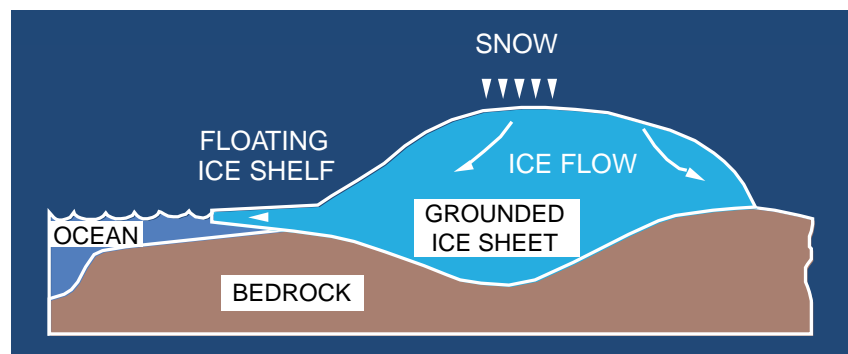 SNOW
FLOATING
ICE SHELF
ICE FLOW
GROUNDED
ICE SHEET
OCEAN
BEDROCK